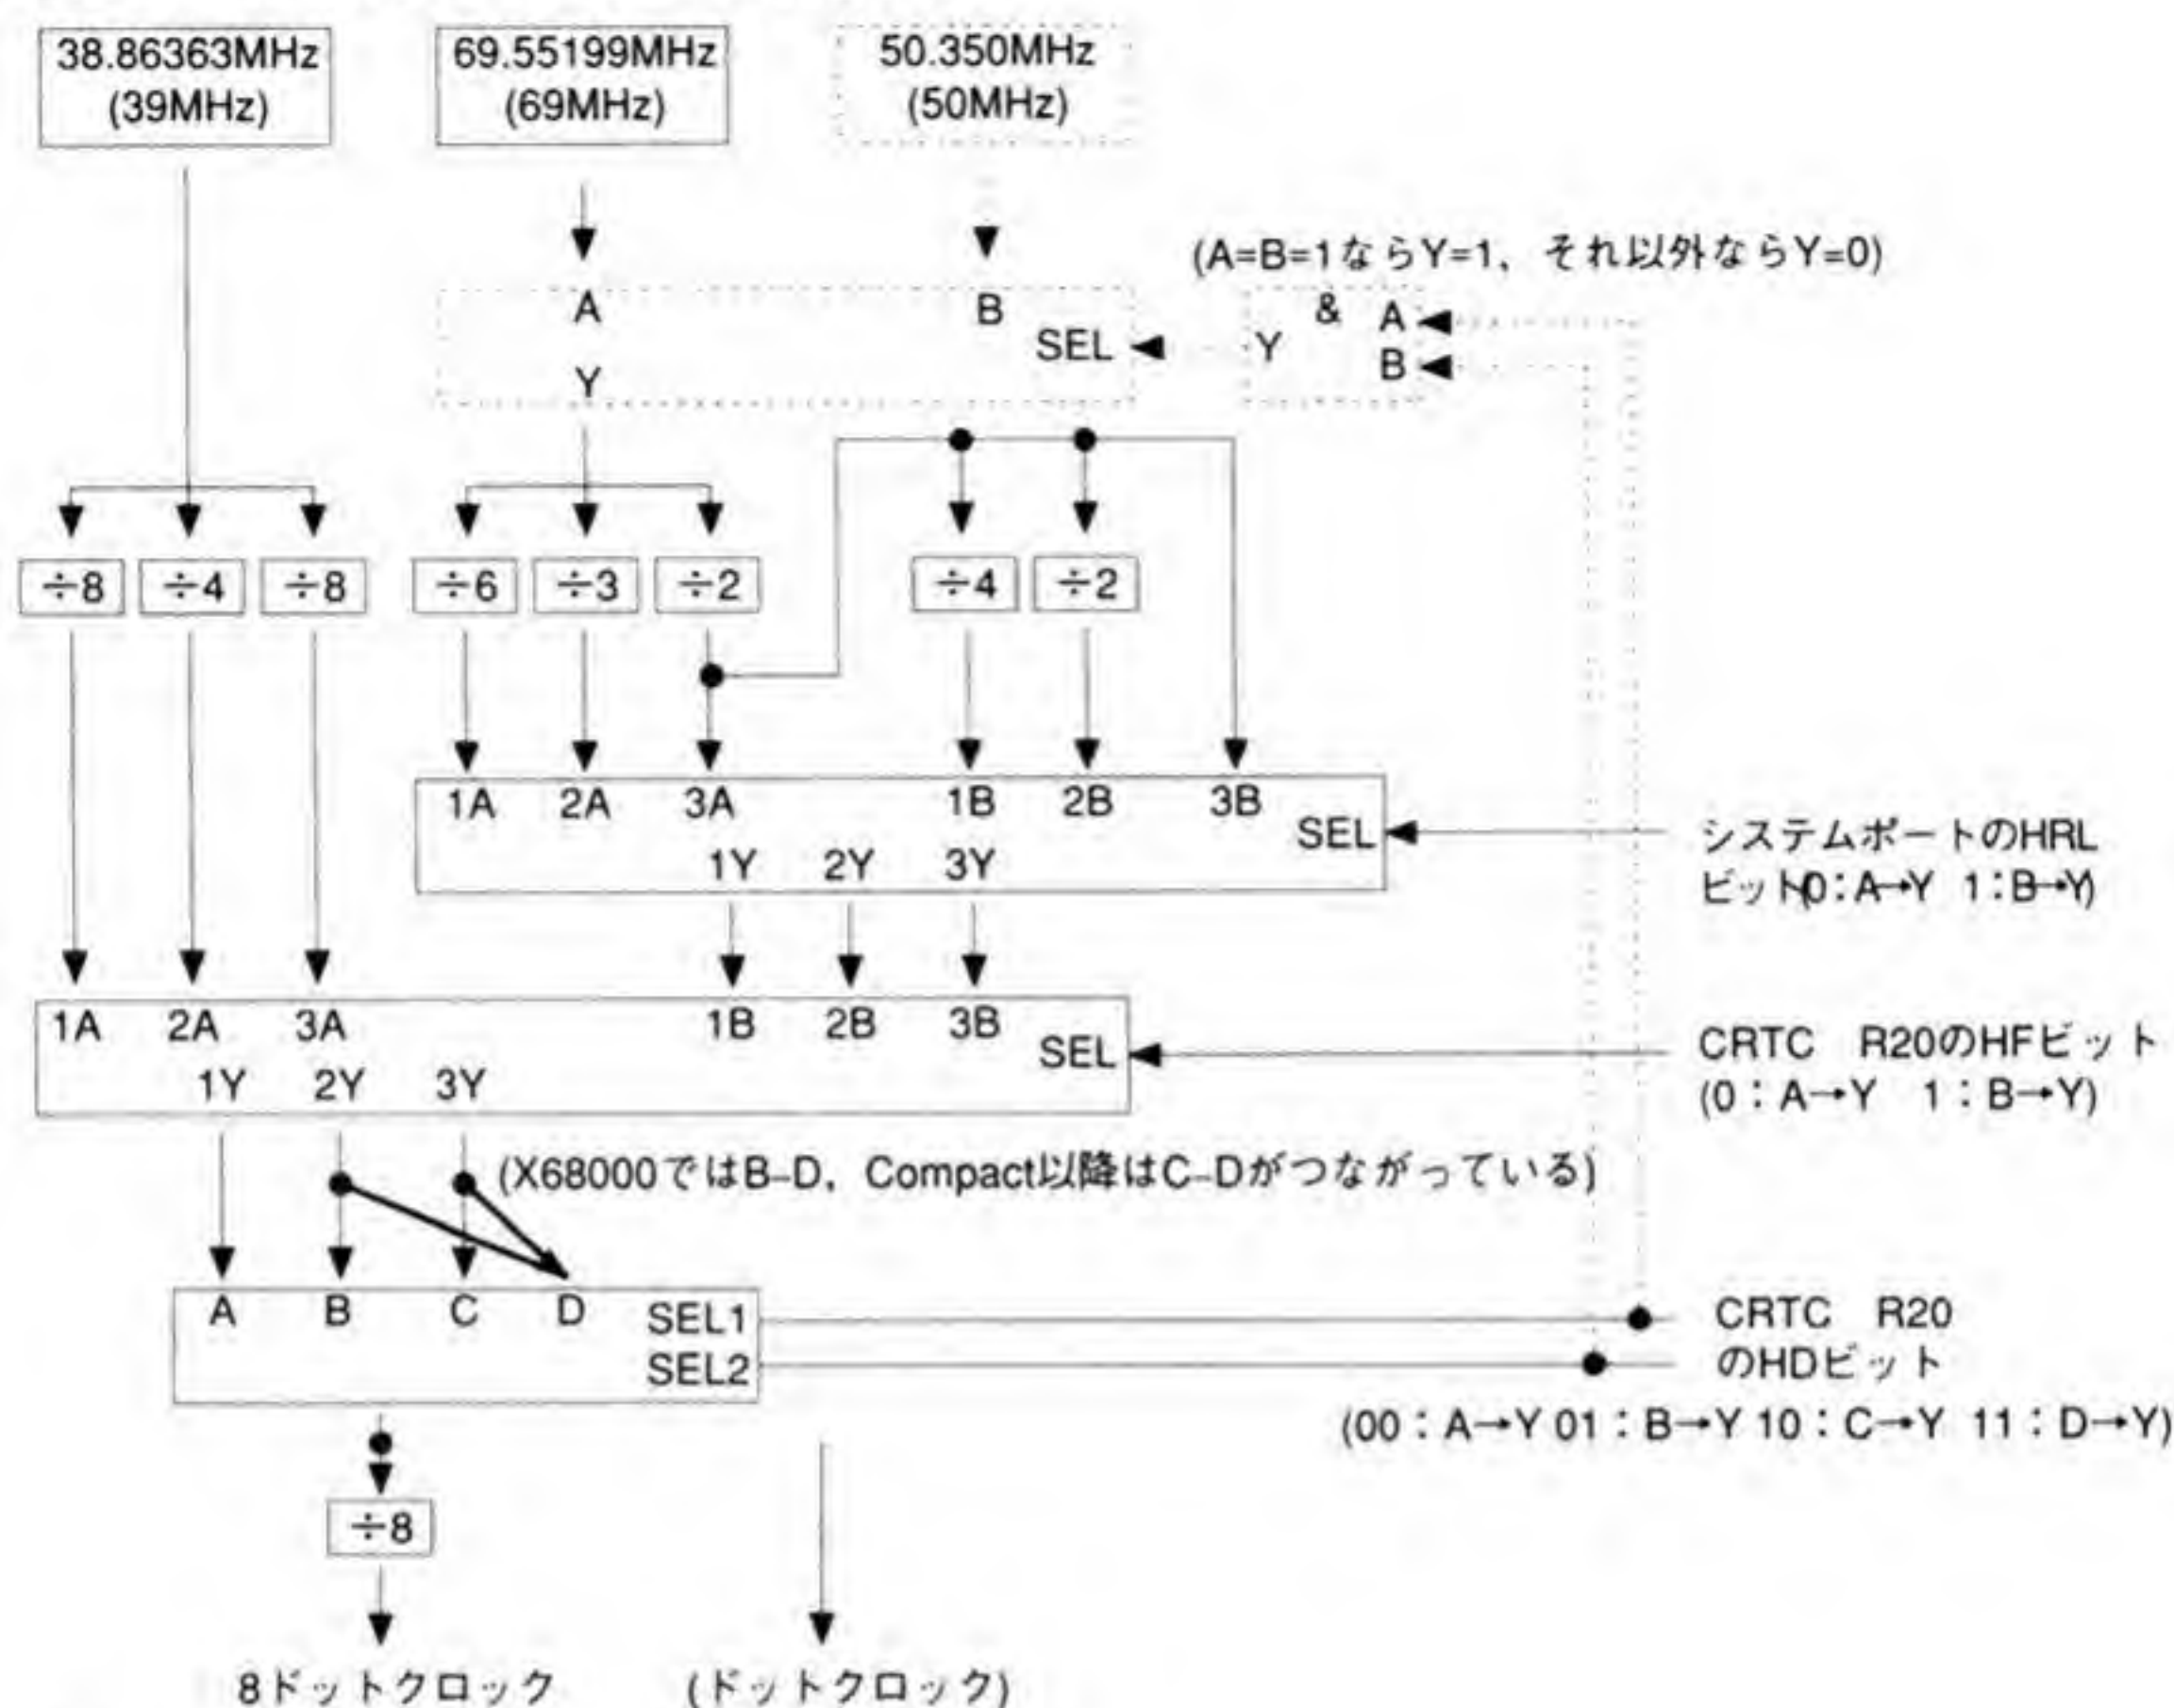 38.86363MHz
(39MHz)
69.55199MHz
(69MHz)
50.350MHz
(50MHz)
(A=B=1ならY=1, それ以外ならY=0)
A
B
SEL
Y
&
A
Y
B
÷8
÷4
÷8
÷6
÷3
÷2
÷4
÷2
1A
2A
3A
1B
2B
3B
SEL
1Y
2Y
3Y
システムポートのHRL
ビット(0:A→Y 1:B→Y)
1A
2A
3A
1B
2B
3B
SEL
1Y
2Y
3Y
CRTC R20のHFビット
(0:A→Y 1:B→Y)
(X68000ではB-D, Compact以降はC-Dがつながっている)
A
B
C
D
SEL1
SEL2
CRTC R20
のHDビット
(00:A→Y 01:B→Y 10:C→Y 11:D→Y)
÷8
8ドットクロック
(ドットクロック)